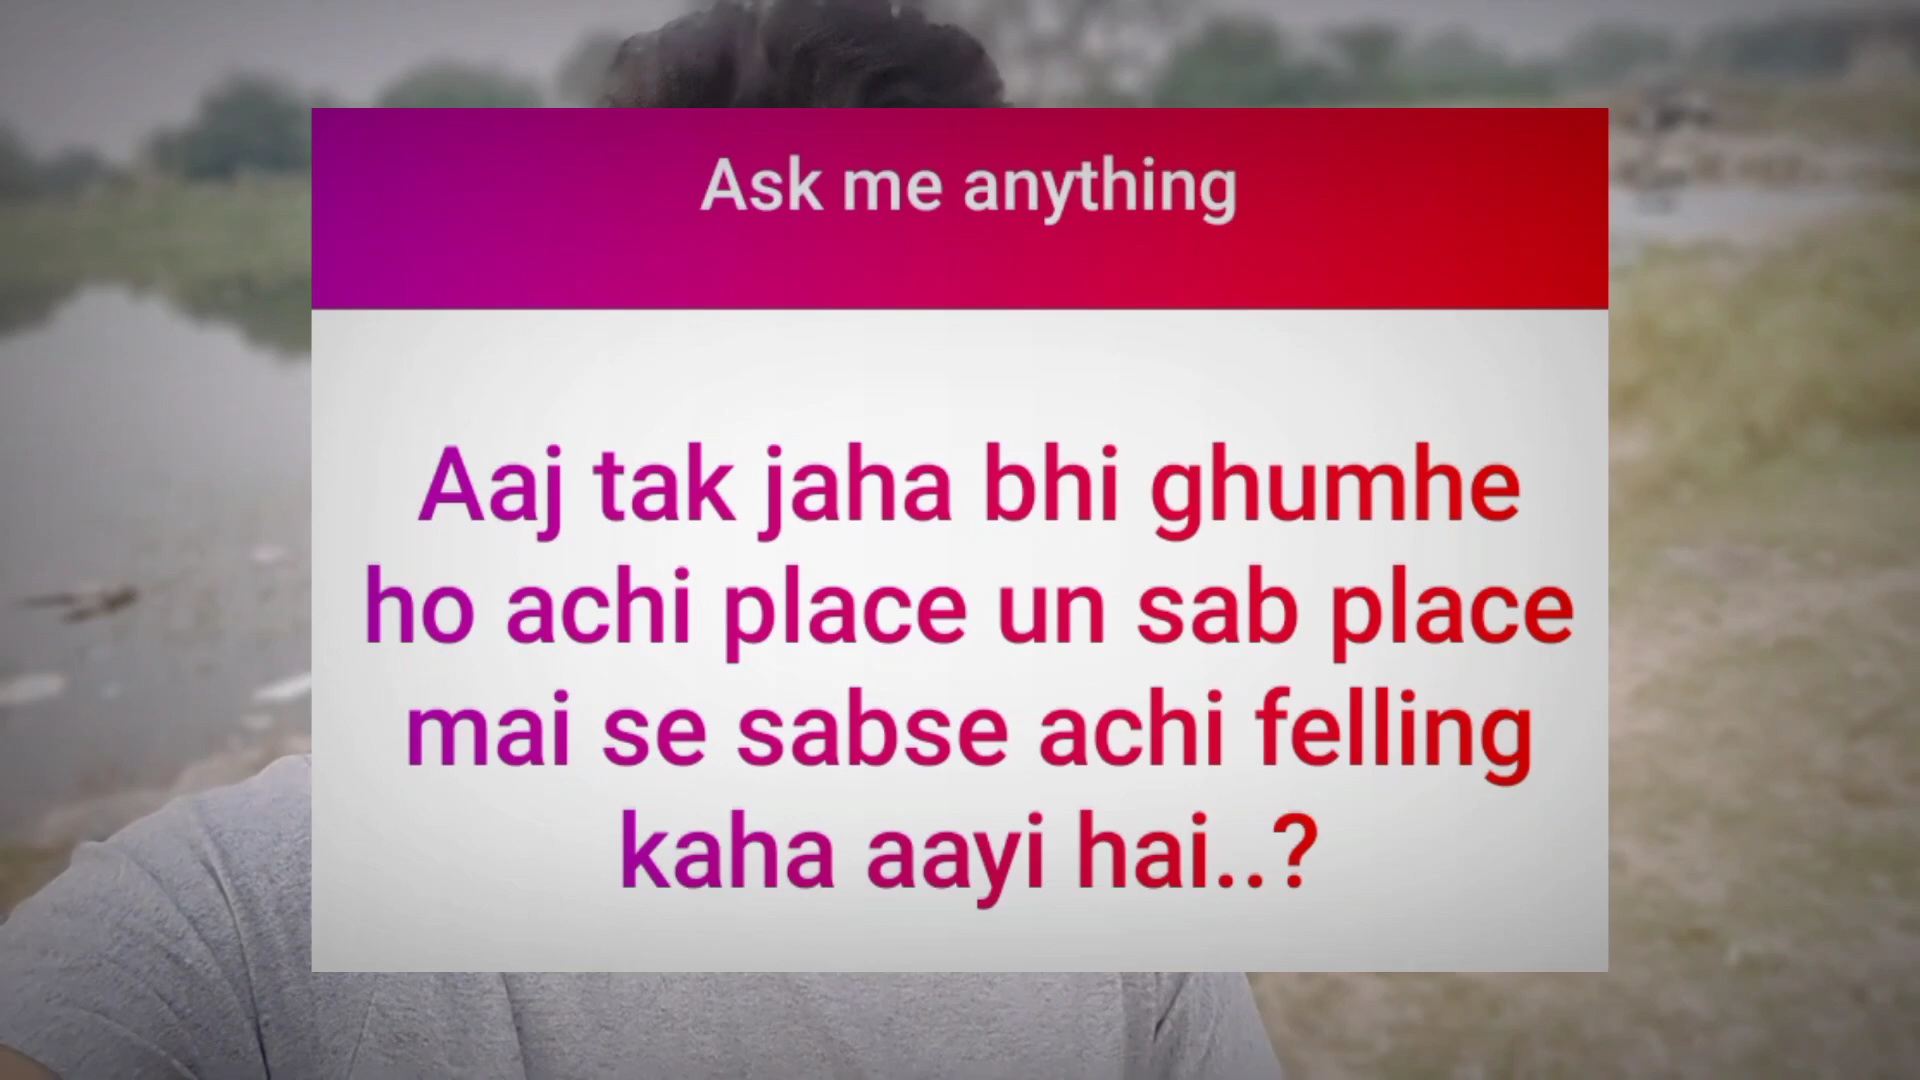 Ask me anything
Aaj tak jaha bhi ghumhe
ho achi place un sab place
mai se sabse achi felling
kaha aayi hai..?